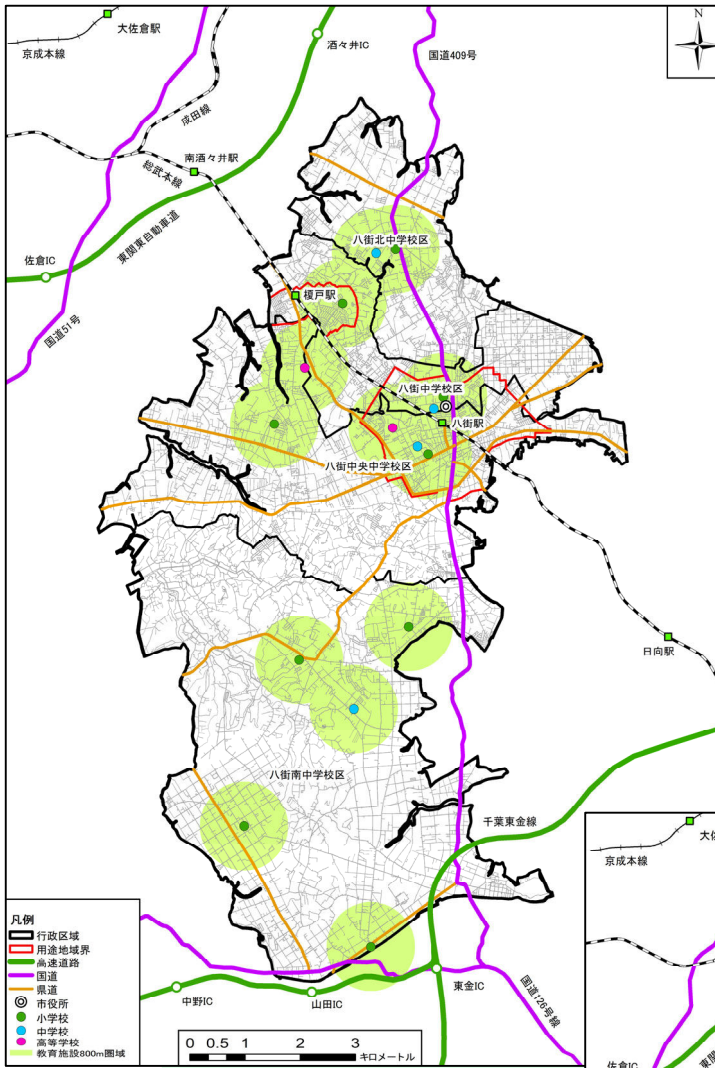 大佐倉駅
京成本線
酒々井IC
国道409号
N
成田線
南酒々井駅
総武本線
東関東自動車道
佐倉IC
国道51号
八街北中学校区
榎戸駅
八街中学校区
八街駅
八街中央中学校区
日向駅
八街南中学校区
千葉東金線
大佐
京成本線
凡例
行政区域
用途地域界
高速道路
国道
県道
市役所
小学校
中学校
高等学校
教育施設800m圏域
中野IC
山田IC
東金IC
国道126号線
0 0.5 1 2 3
キロメートル
佐倉IC
東関